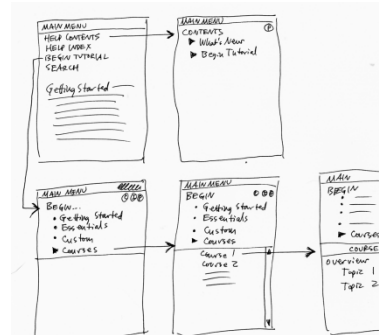 MAIN MENU
HELP CONTENTS
HELP INDEX
BEGIN TUTORIAL
SEARCH
Getting Started
MAIN MENU
CONTENTS
What's New
Begin Tutorial
MAIN MENU
BEGIN...
Getting Started
Essentials
Custom
Courses
MAIN MENU
BEGIN
Getting Started
Essentials
Custom
Courses
Course 1
Course 2
MAIN
BEGIN
Courses
COURSE
Overview
Topic 1
Topic 2